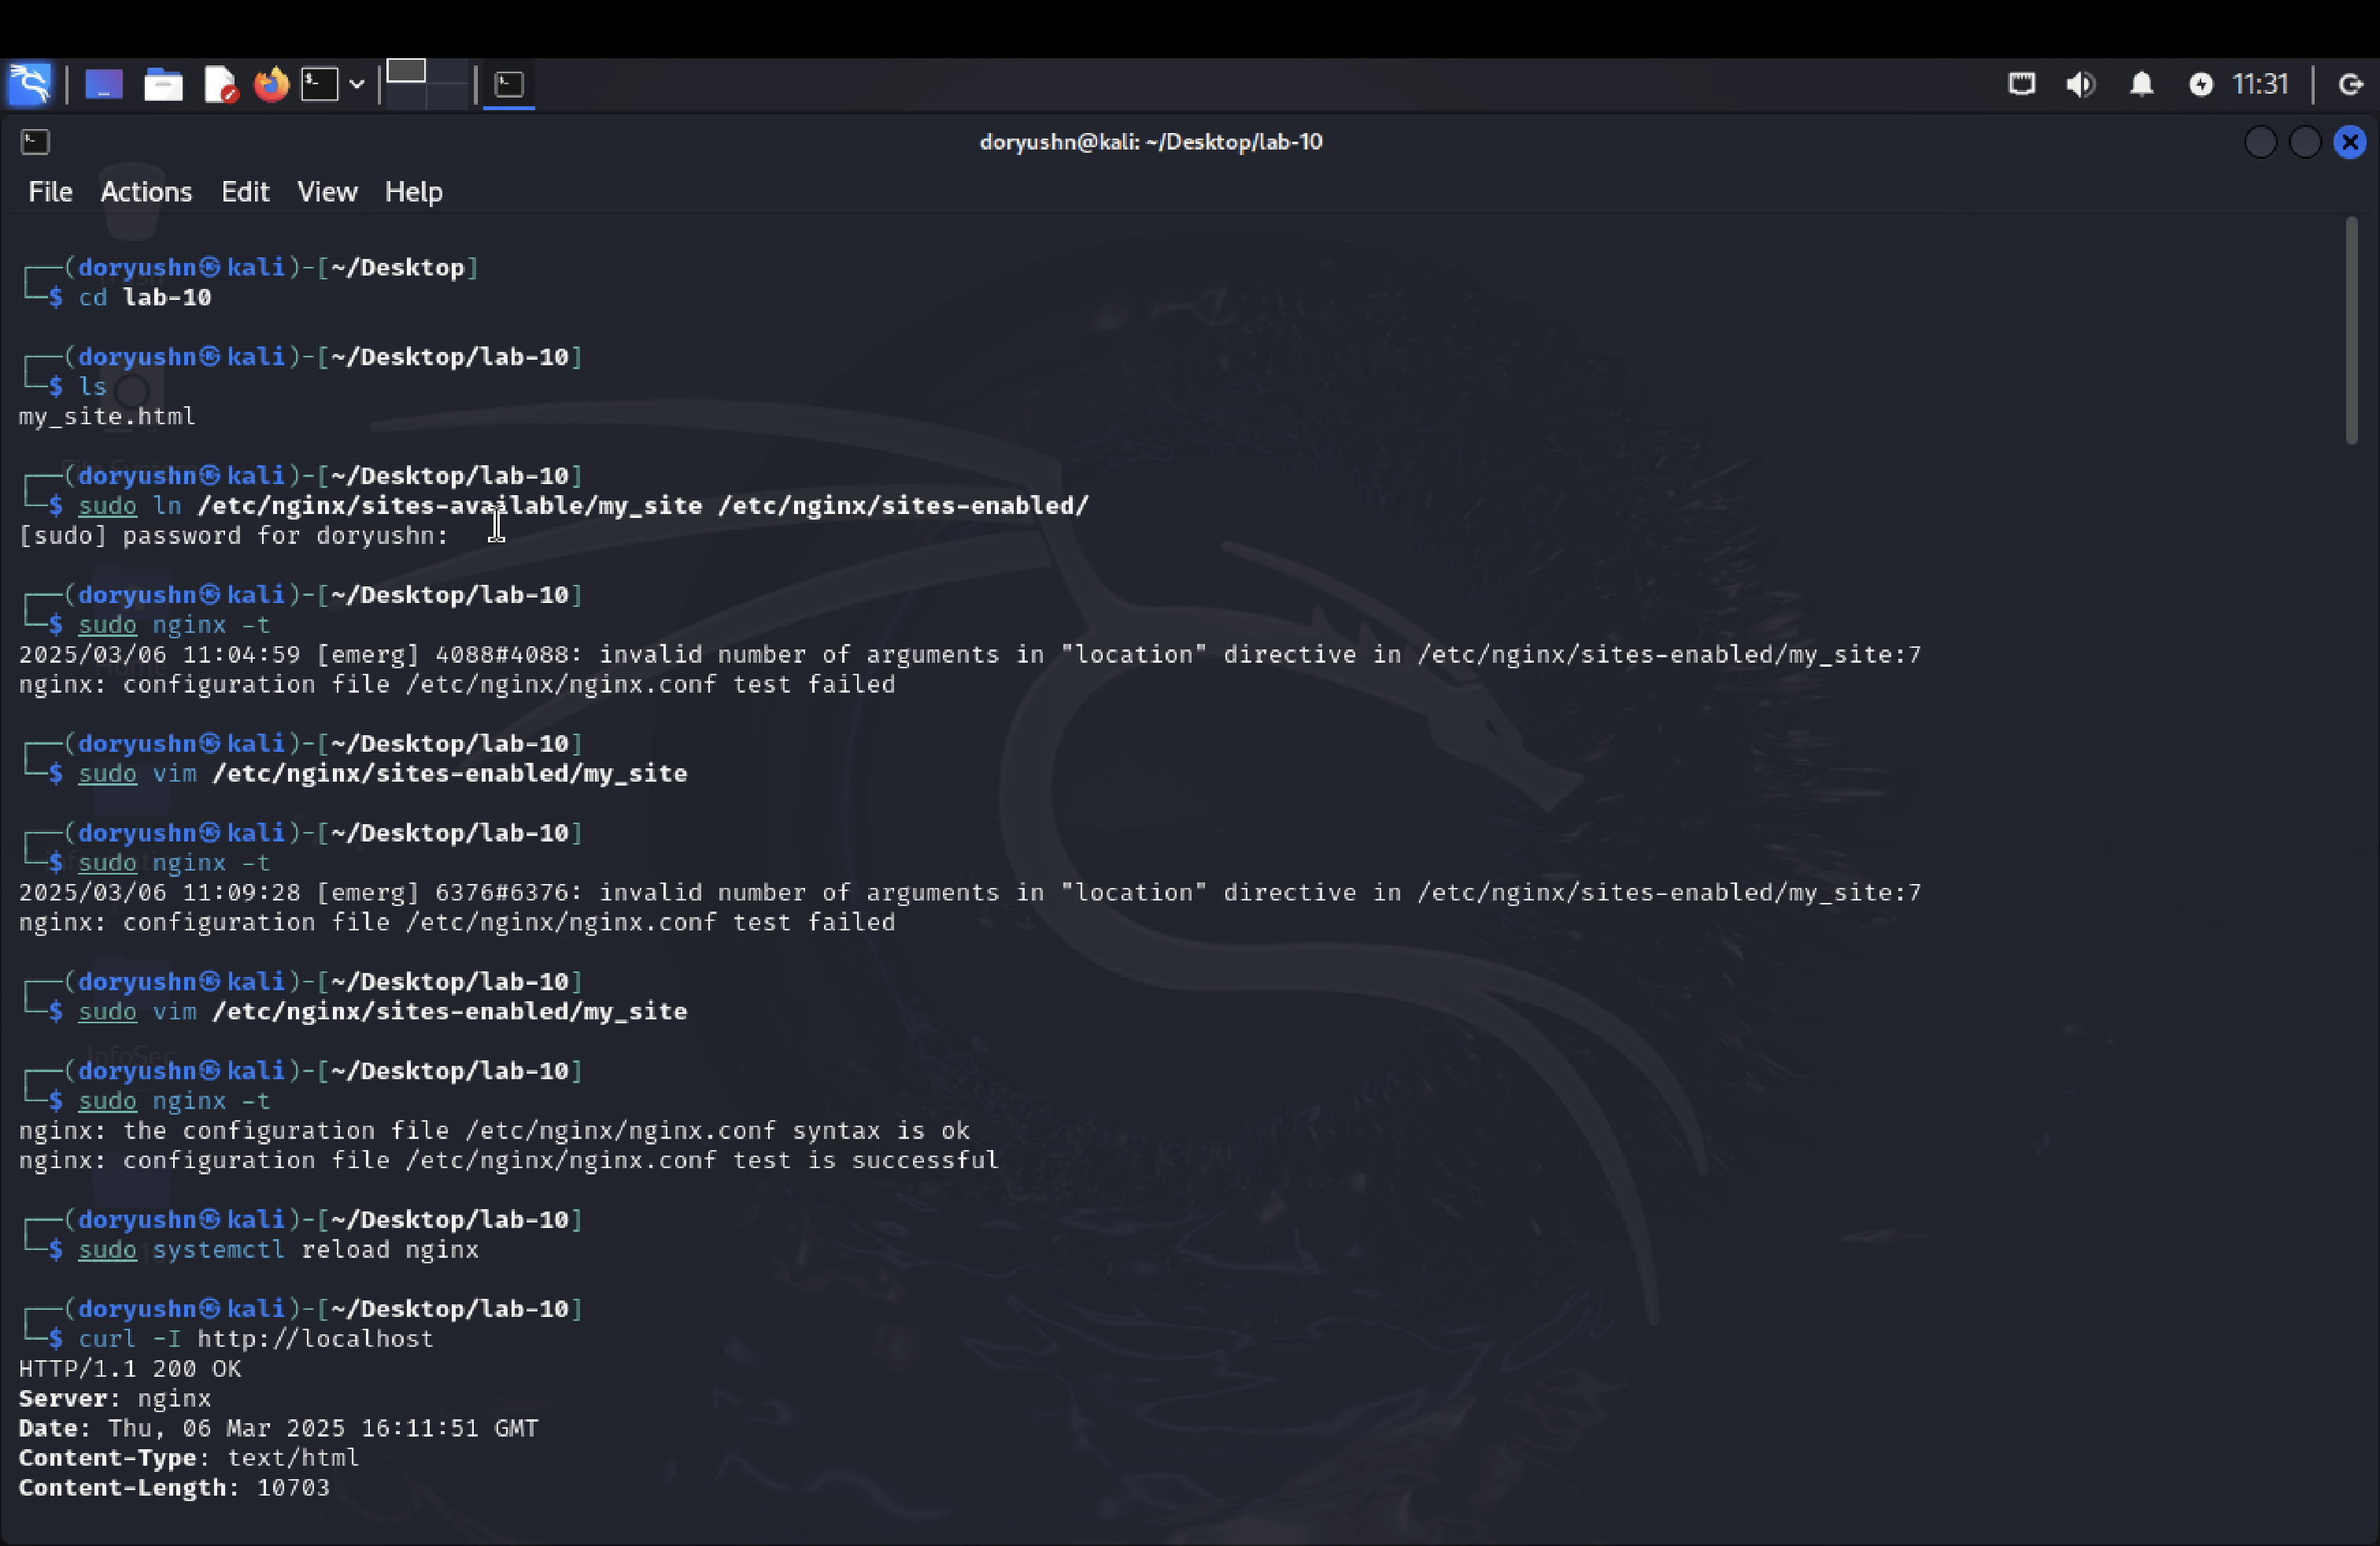 11:31
doryushn@kali: ~/Desktop/lab-10
File Actions Edit View Help
┌──(doryushn㉿kali)-[~/Desktop]
└─$ cd lab-10
┌──(doryushn㉿kali)-[~/Desktop/lab-10]
└─$ ls
my_site.html
┌──(doryushn㉿kali)-[~/Desktop/lab-10]
└─$ sudo ln /etc/nginx/sites-available/my_site /etc/nginx/sites-enabled/
[sudo] password for doryushn:
┌──(doryushn㉿kali)-[~/Desktop/lab-10]
└─$ sudo nginx -t
2025/03/06 11:04:59 [emerg] 4088#4088: invalid number of arguments in "location" directive in /etc/nginx/sites-enabled/my_site:7
nginx: configuration file /etc/nginx/nginx.conf test failed
┌──(doryushn㉿kali)-[~/Desktop/lab-10]
└─$ sudo vim /etc/nginx/sites-enabled/my_site
┌──(doryushn㉿kali)-[~/Desktop/lab-10]
└─$ sudo nginx -t
2025/03/06 11:09:28 [emerg] 6376#6376: invalid number of arguments in "location" directive in /etc/nginx/sites-enabled/my_site:7
nginx: configuration file /etc/nginx/nginx.conf test failed
┌──(doryushn㉿kali)-[~/Desktop/lab-10]
└─$ sudo vim /etc/nginx/sites-enabled/my_site
┌──(doryushn㉿kali)-[~/Desktop/lab-10]
└─$ sudo nginx -t
nginx: the configuration file /etc/nginx/nginx.conf syntax is ok
nginx: configuration file /etc/nginx/nginx.conf test is successful
┌──(doryushn㉿kali)-[~/Desktop/lab-10]
└─$ sudo systemctl reload nginx
┌──(doryushn㉿kali)-[~/Desktop/lab-10]
└─$ curl -I http://localhost
HTTP/1.1 200 OK
Server: nginx
Date: Thu, 06 Mar 2025 16:11:51 GMT
Content-Type: text/html
Content-Length: 10703